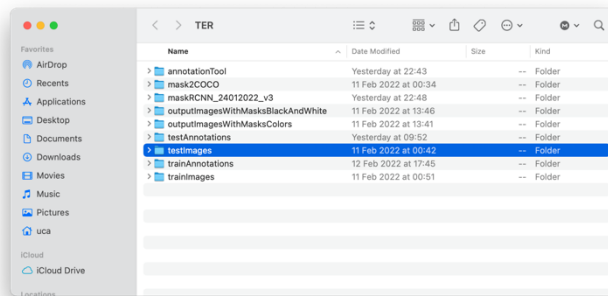 TER
Favorites
AirDrop
Recents
Applications
Desktop
Documents
Downloads
Movies
Music
Pictures
uca
iCloud
iCloud Drive
Locations
Name Date Modified Size Kind
annotationTool Yesterday at 22:43 -- Folder
mask2COCO 11 Feb 2022 at 00:34 -- Folder
maskRCNN_24012022_v3 Yesterday at 22:48 -- Folder
outputImagesWithMasksBlackAndWhite 11 Feb 2022 at 13:46 -- Folder
outputImagesWithMasksColors 11 Feb 2022 at 13:41 -- Folder
testAnnotations Yesterday at 09:52 -- Folder
testImages 11 Feb 2022 at 00:42 -- Folder
trainAnnotations 12 Feb 2022 at 17:45 -- Folder
trainImages 11 Feb 2022 at 00:51 -- Folder